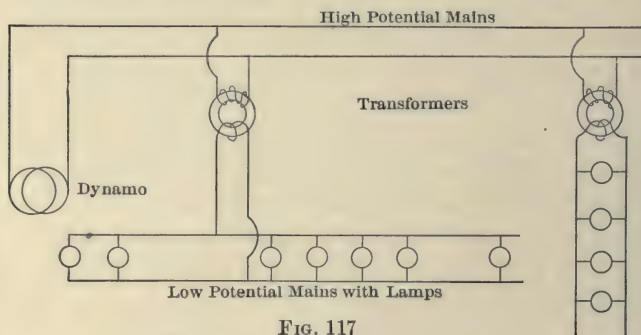 High Potential Mains
Transformers
Dynamo
Low Potential Mains with Lamps
FIG. 117